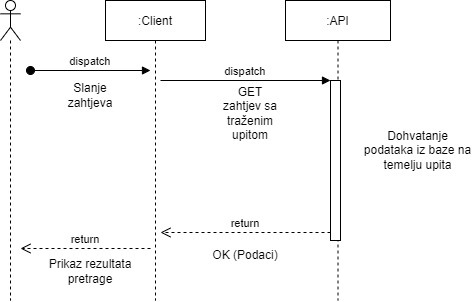 :Client
:API
dispatch
Slanje
zahtjeva
dispatch
GET
zahtjev sa
traženim
upitom
Dohvatanje
podataka iz baze na
temelju upita
return
OK (Podaci)
return
Prikaz rezultata
pretrage